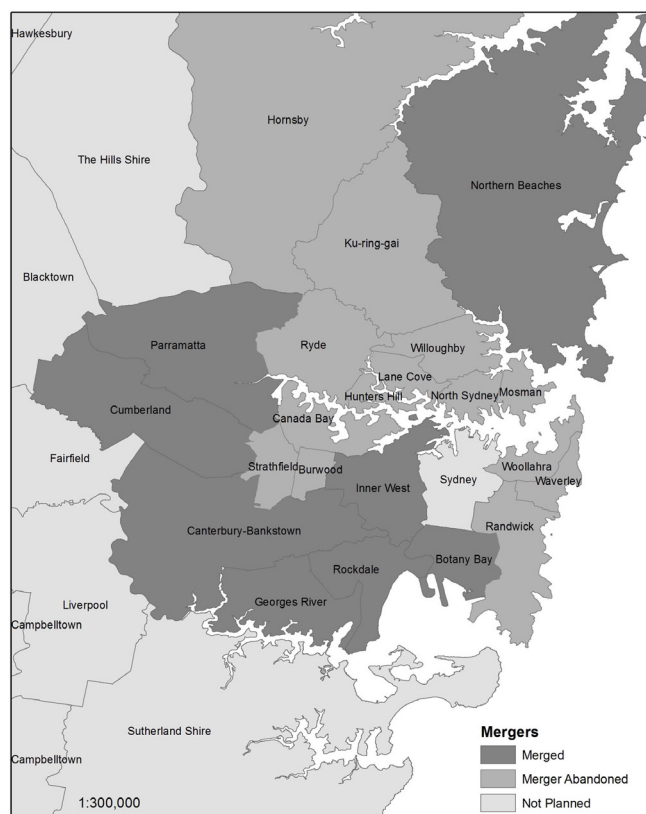 Hawkesbury
Hornsby
The Hills Shire
Northern Beaches
Ku-ring-gai
Blacktown
Parramatta
Ryde
Willoughby
Lane Cove
Hunters Hill
North Sydney
Mosman
Cumberland
Canada Bay
Fairfield
Strathfield
Burwood
Woollahra
Sydney
Waverley
Inner West
Randwick
Canterbury-Bankstown
Botany Bay
Rockdale
Georges River
Liverpool
Campbelltown
Sutherland Shire
Campbelltown
Mergers
Merged
Merger Abandoned
Not Planned
1:300,000